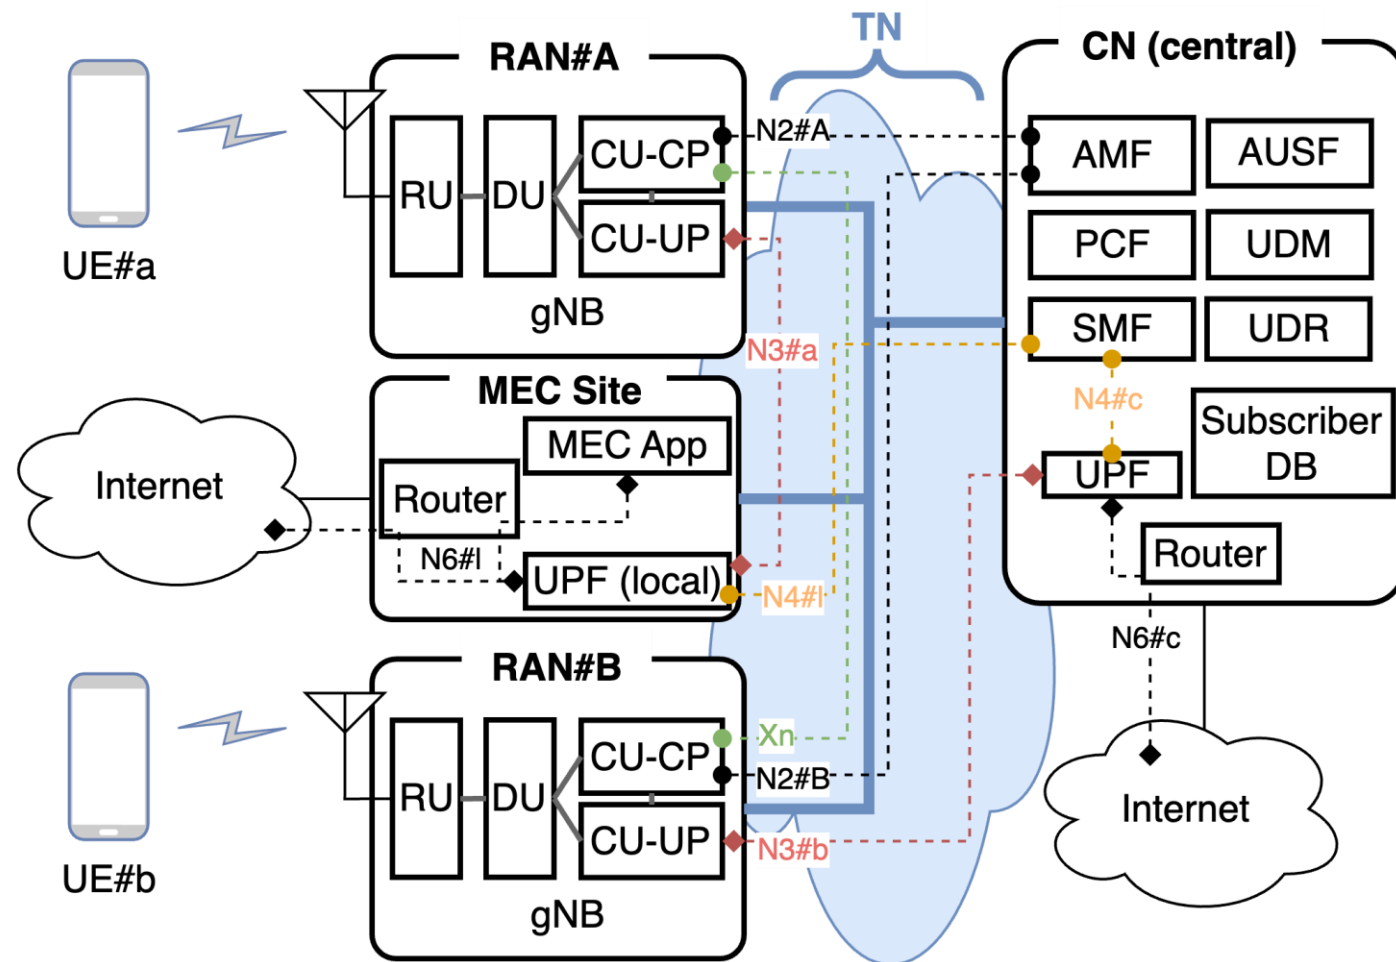 TN
RAN#A
CN (central)
UE#a
RU
DU
CU-CP
CU-UP
gNB
N2#A
AMF
AUSF
PCF
UDM
SMF
UDR
N3#a
N4#c
Subscriber
DB
UPF
Router
N6#c
Internet
MEC Site
MEC App
Internet
Router
N6#l
UPF (local)
N4#l
RAN#B
UE#b
RU
DU
CU-CP
CU-UP
gNB
Xn
N2#B
N3#b